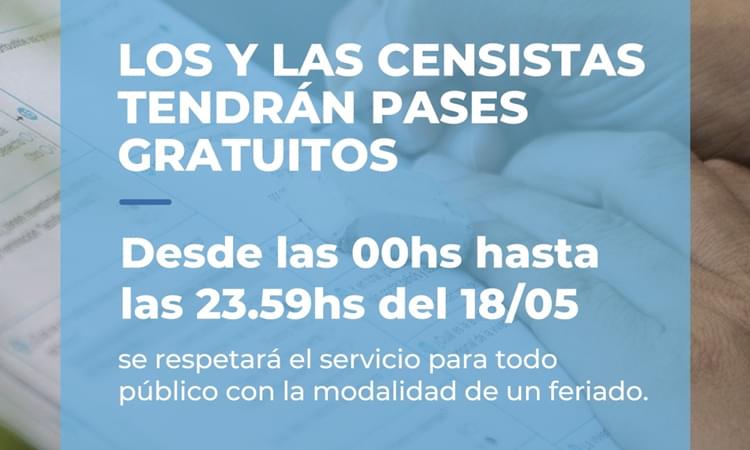 LOS Y LAS CENSISTAS
TENDRÁN PASES
GRATUITOS
Desde las 00hs hasta
las 23.59hs del 18/05
se respetará el servicio para todo
público con la modalidad de un feriado.